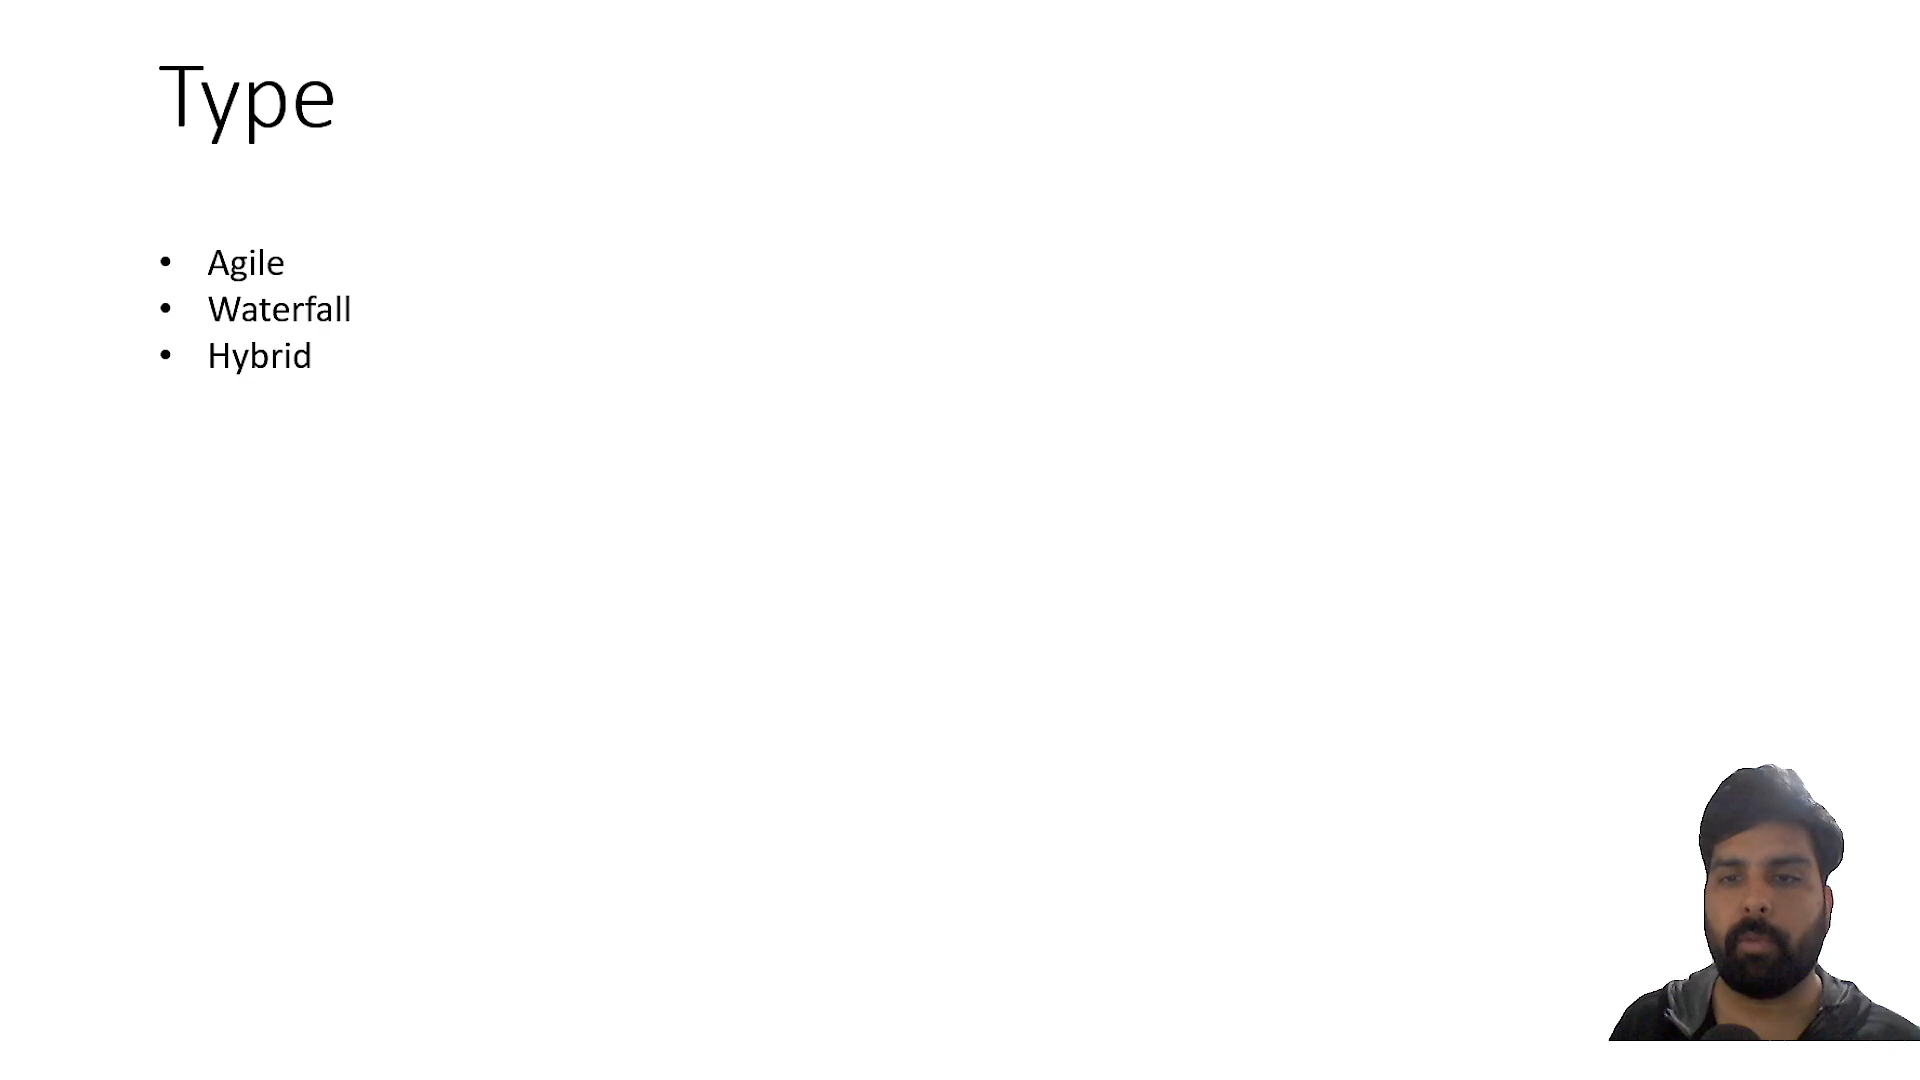 Type
• Agile
• Waterfall
• Hybrid